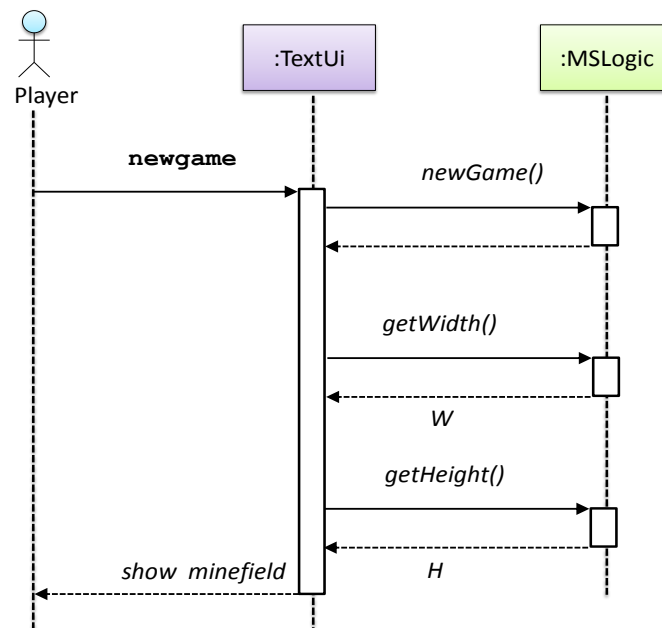 :TextUi
:MSLogic
Player
newgame
newGame()
getWidth()
W
getHeight()
H
show minefield